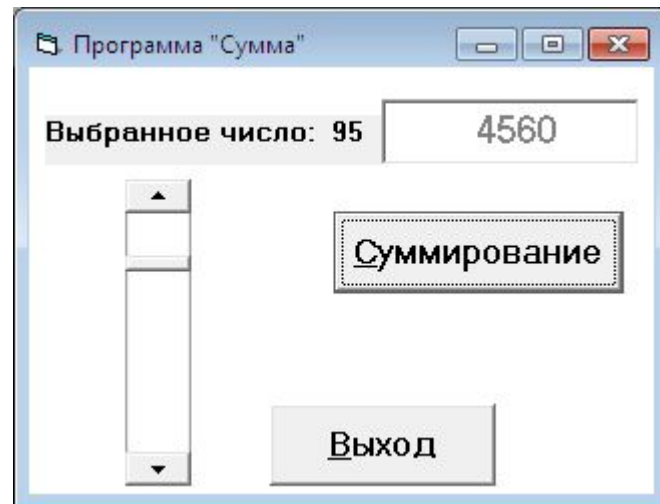 Программа "Сумма"
Выбранное число: 95 4560
Суммирование
Выход